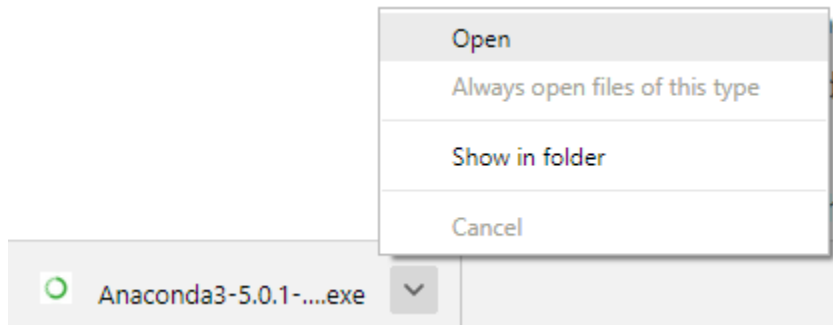 Open
Always open files of this type
Show in folder
Cancel
Anaconda3-5.0.1-....exe